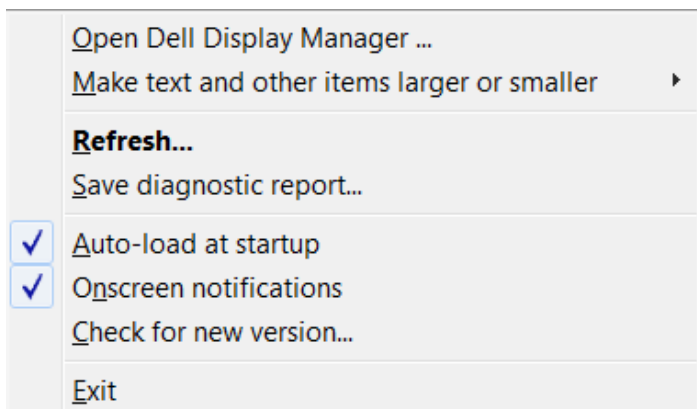 Open Dell Display Manager ...
Make text and other items larger or smaller
Refresh...
Save diagnostic report...
Auto-load at startup
Onscreen notifications
Check for new version...
Exit